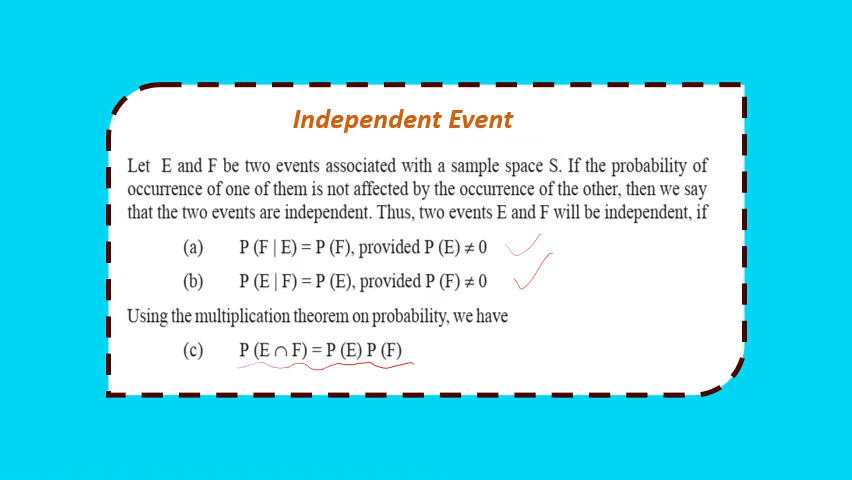 Independent Event
Let E and F be two events associated with a sample space S. If the probability of
occurrence of one of them is not affected by the occurrence of the other, then we say
that the two events are independent. Thus, two events E and F will be independent, if
(a) P (F | E) = P (F), provided P (E) ≠ 0
(b) P (E | F) = P (E), provided P (F) ≠ 0
Using the multiplication theorem on probability, we have
(c) P (E ∩ F) = P (E) P (F)